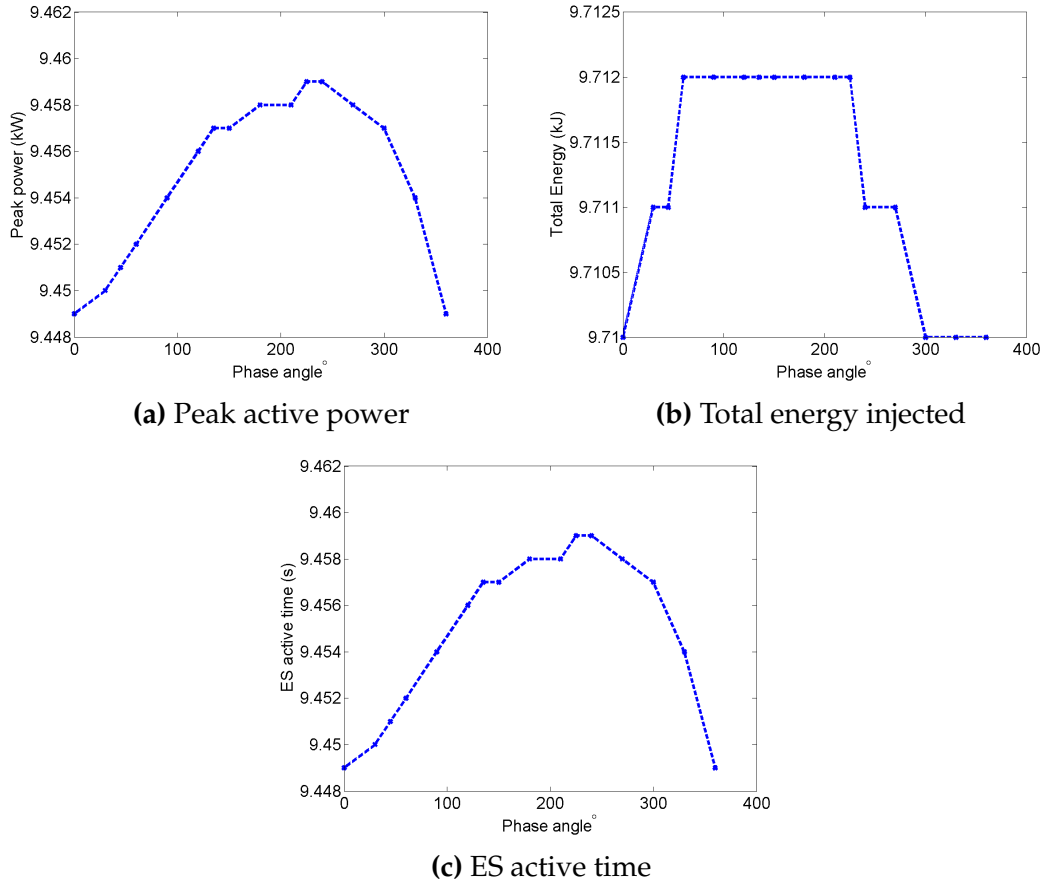 9.462
9.46
9.458
9.456
9.454
9.452
9.45
9.448
Peak power (kW)
0 100 200 300 400
Phase angle°
(a) Peak active power
9.7125
9.712
9.7115
9.711
9.7105
9.71
Total Energy (kJ)
0 100 200 300 400
Phase angle°
(b) Total energy injected
9.462
9.46
9.458
9.456
9.454
9.452
9.45
9.448
ES active time (s)
0 100 200 300 400
Phase angle°
(c) ES active time